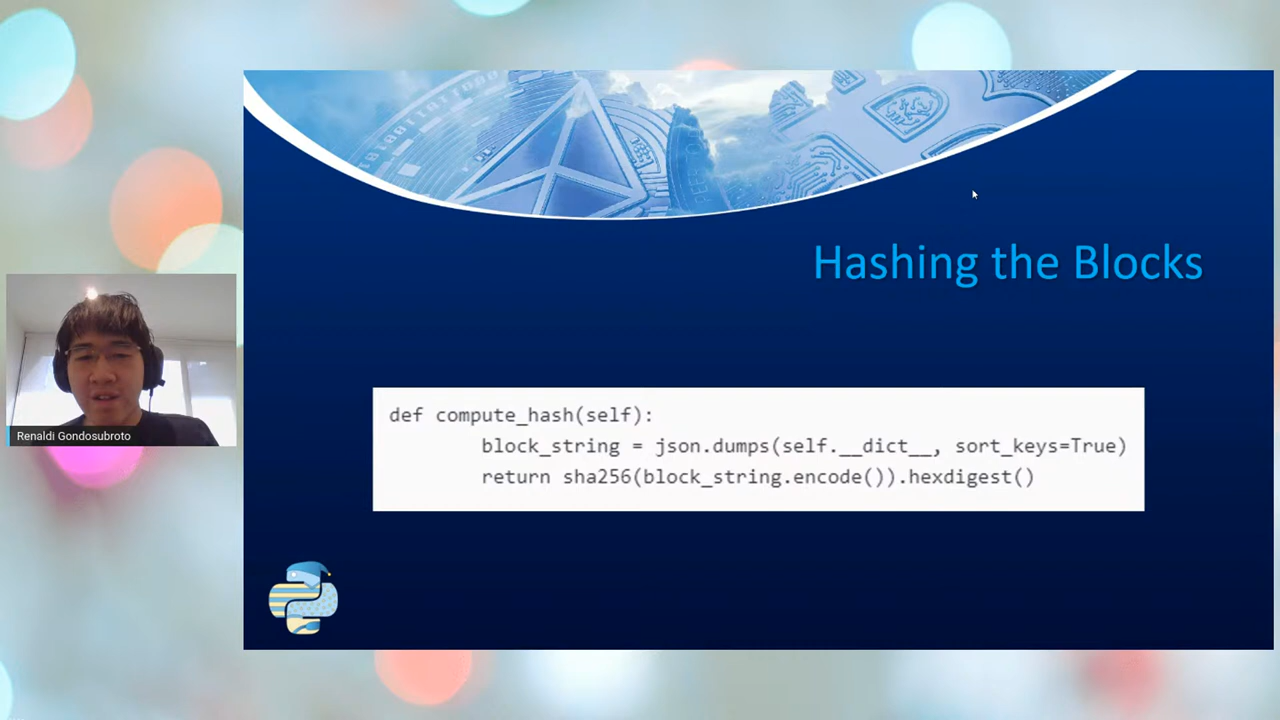 Hashing the Blocks
def compute_hash(self):
block_string = json.dumps(self.__dict__, sort_keys=True)
return sha256(block_string.encode()).hexdigest()
Renaldi Gondosubroto